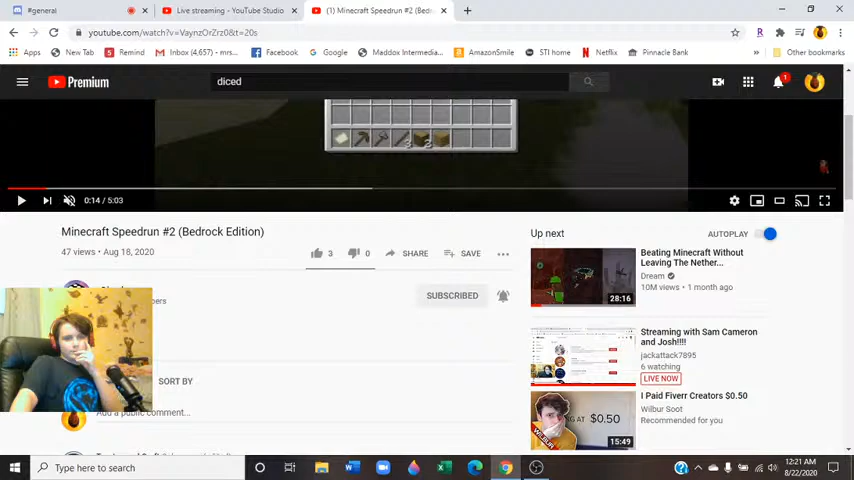 #general
Live streaming - YouTube Studio
(1) Minecraft Speedrun #2 (Bedr
youtube.com/watch?v=VaynzOrZrz0&t=20s
Apps
New Tab
Remind
Inbox (4,657) - mrs...
Facebook
Google
Maddox Intermedia...
AmazonSmile
STI home
Netflix
Pinnacle Bank
Other bookmarks
Premium
diced
1
3
2
0:14 / 5:03
Minecraft Speedrun #2 (Bedrock Edition)
47 views • Aug 18, 2020
3
0
SHARE
SAVE
SUBSCRIBED
SORT BY
Add a public comment...
Up next
AUTOPLAY
Beating Minecraft Without
Leaving The Nether...
Dream
10M views • 1 month ago
28:16
Streaming with Sam Cameron
and Josh!!!!
jackattack7895
6 watching
LIVE NOW
I Paid Fiverr Creators $0.50
Wilbur Soot
Recommended for you
$0.50
WILBUR
15:49
Type here to search
12:21 AM
8/22/2020